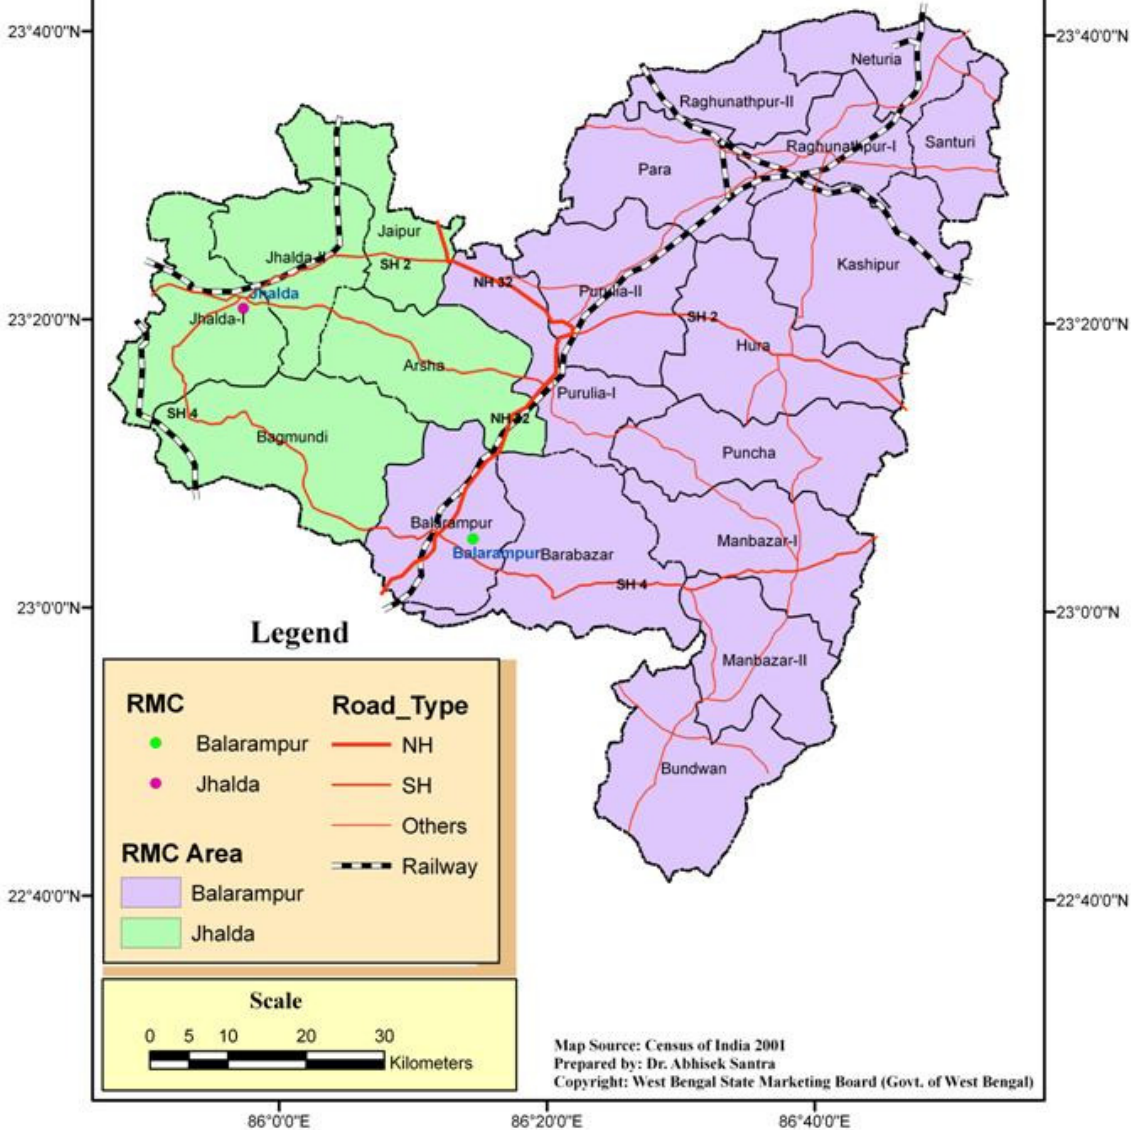 23°40'0"N
23°40'0"N
Neturia
Raghunathpur-II
Raghunathpur-I
Santuri
Para
Jaipur
Jhalda-II
SH 2
Kashipur
NH 32
Purulia-II
Jhalda
Jhalda-I
23°20'0"N
23°20'0"N
SH 2
Hura
Arsha
Purulia-I
SH 4
NH 32
Bagmundi
Puncha
Balarampur
Balarampur
Barabazar
Manbazar-I
SH 4
23°0'0"N
23°0'0"N
Manbazar-II
Bundwan
Legend
RMC
Balarampur
Jhalda
RMC Area
Balarampur
Jhalda
Road_Type
NH
SH
Others
Railway
22°40'0"N
22°40'0"N
Scale
0 5 10 20 30
Kilometers
Map Source: Census of India 2001
Prepared by: Dr. Abhisek Santra
Copyright: West Bengal State Marketing Board (Govt. of West Bengal)
86°0'0"E
86°20'0"E
86°40'0"E